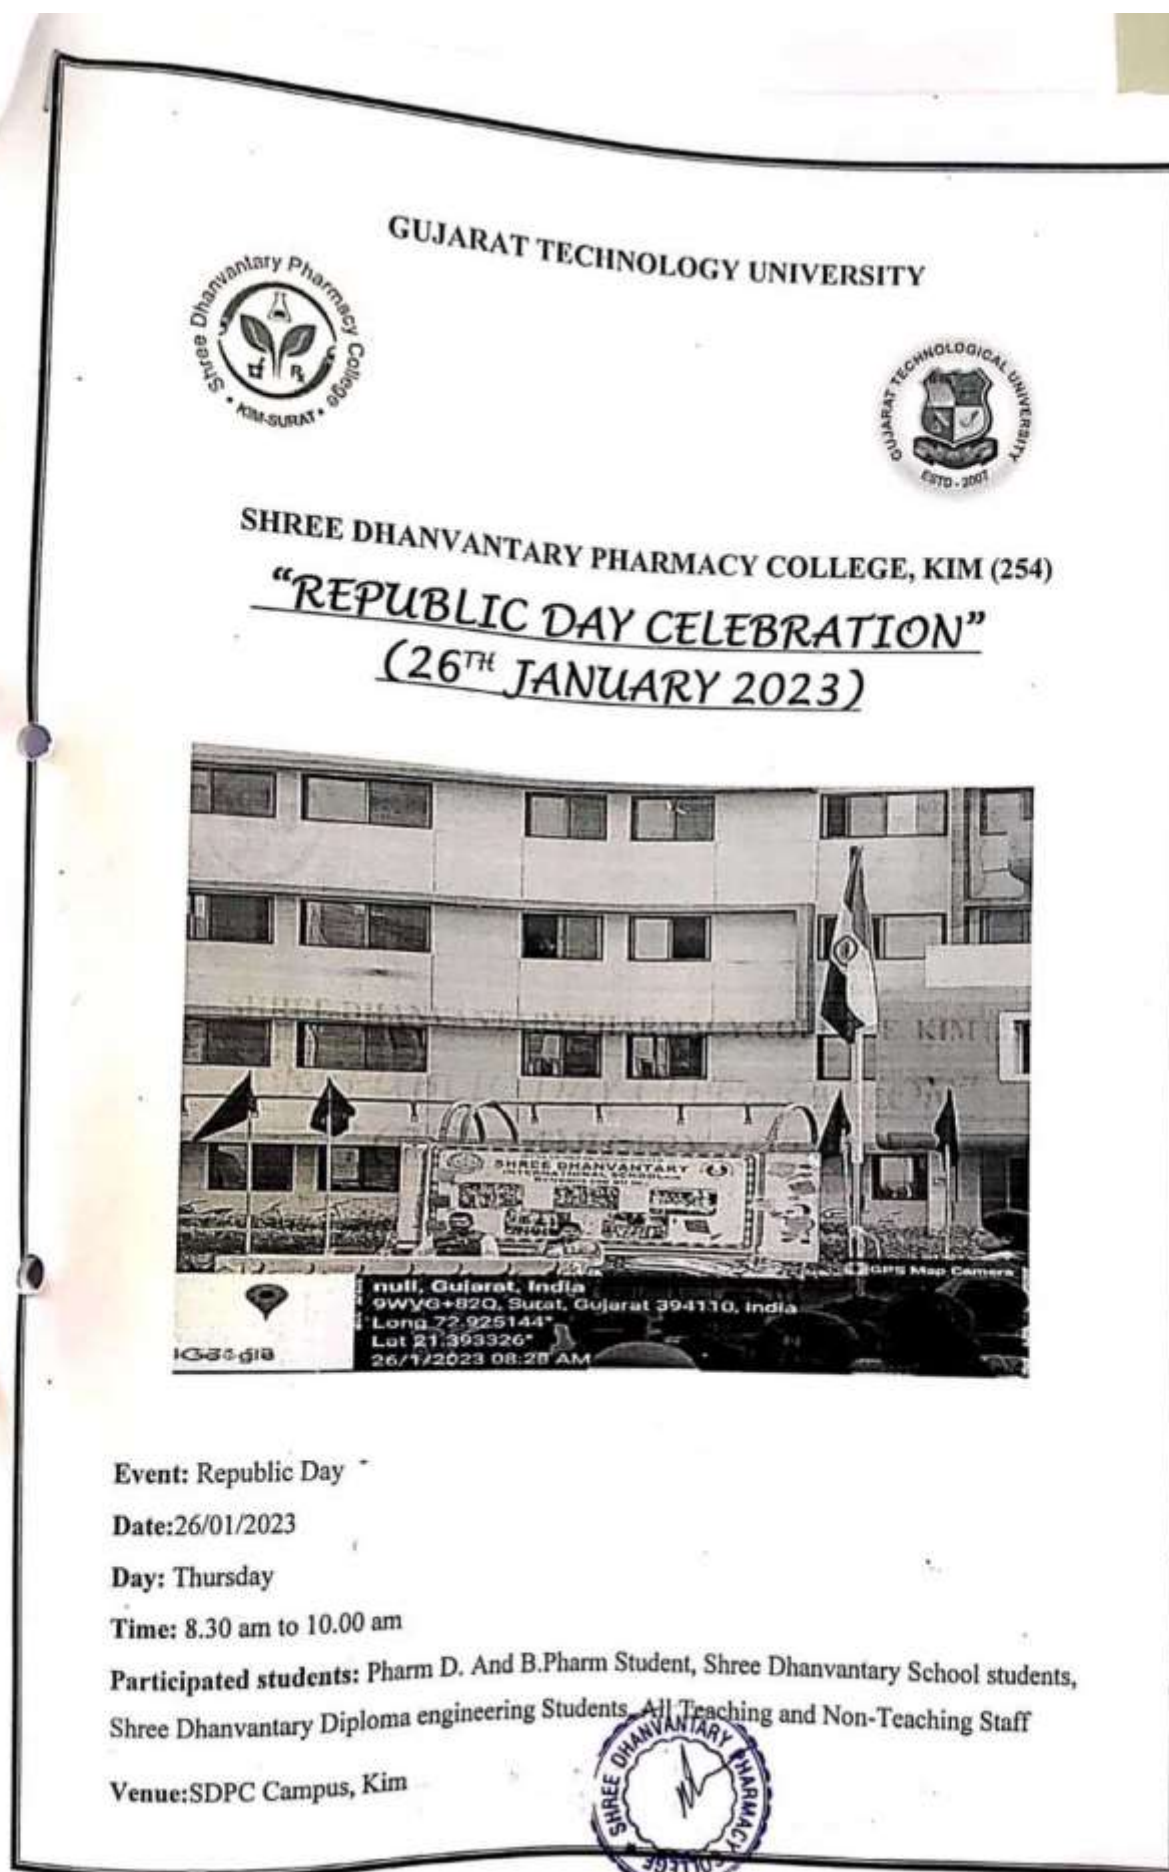 GUJARAT TECHNOLOGY UNIVERSITY
Shree Dhanvantary Pharmacy College
• KIM-SURAT •
Rx
GUJARAT TECHNOLOGICAL UNIVERSITY
ESTD - 2007
SHREE DHANVANTARY PHARMACY COLLEGE, KIM (254)
“REPUBLIC DAY CELEBRATION”
(26TH JANUARY 2023)
SHREE DHANVANTARY
INTERNATIONAL SCHOOL
GPS Map Camera
null, Gujarat, India
9WVG+82Q, Surat, Gujarat 394110, India
Long 72.925144°
Lat 21.393326°
26/1/2023 08:28 AM
Event: Republic Day
Date:26/01/2023
Day: Thursday
Time: 8.30 am to 10.00 am
Participated students: Pharm D. And B.Pharm Student, Shree Dhanvantary School students,
Shree Dhanvantary Diploma engineering Students, All Teaching and Non-Teaching Staff
Venue:SDPC Campus, Kim
SHREE DHANVANTARY PHARMACY COLLEGE